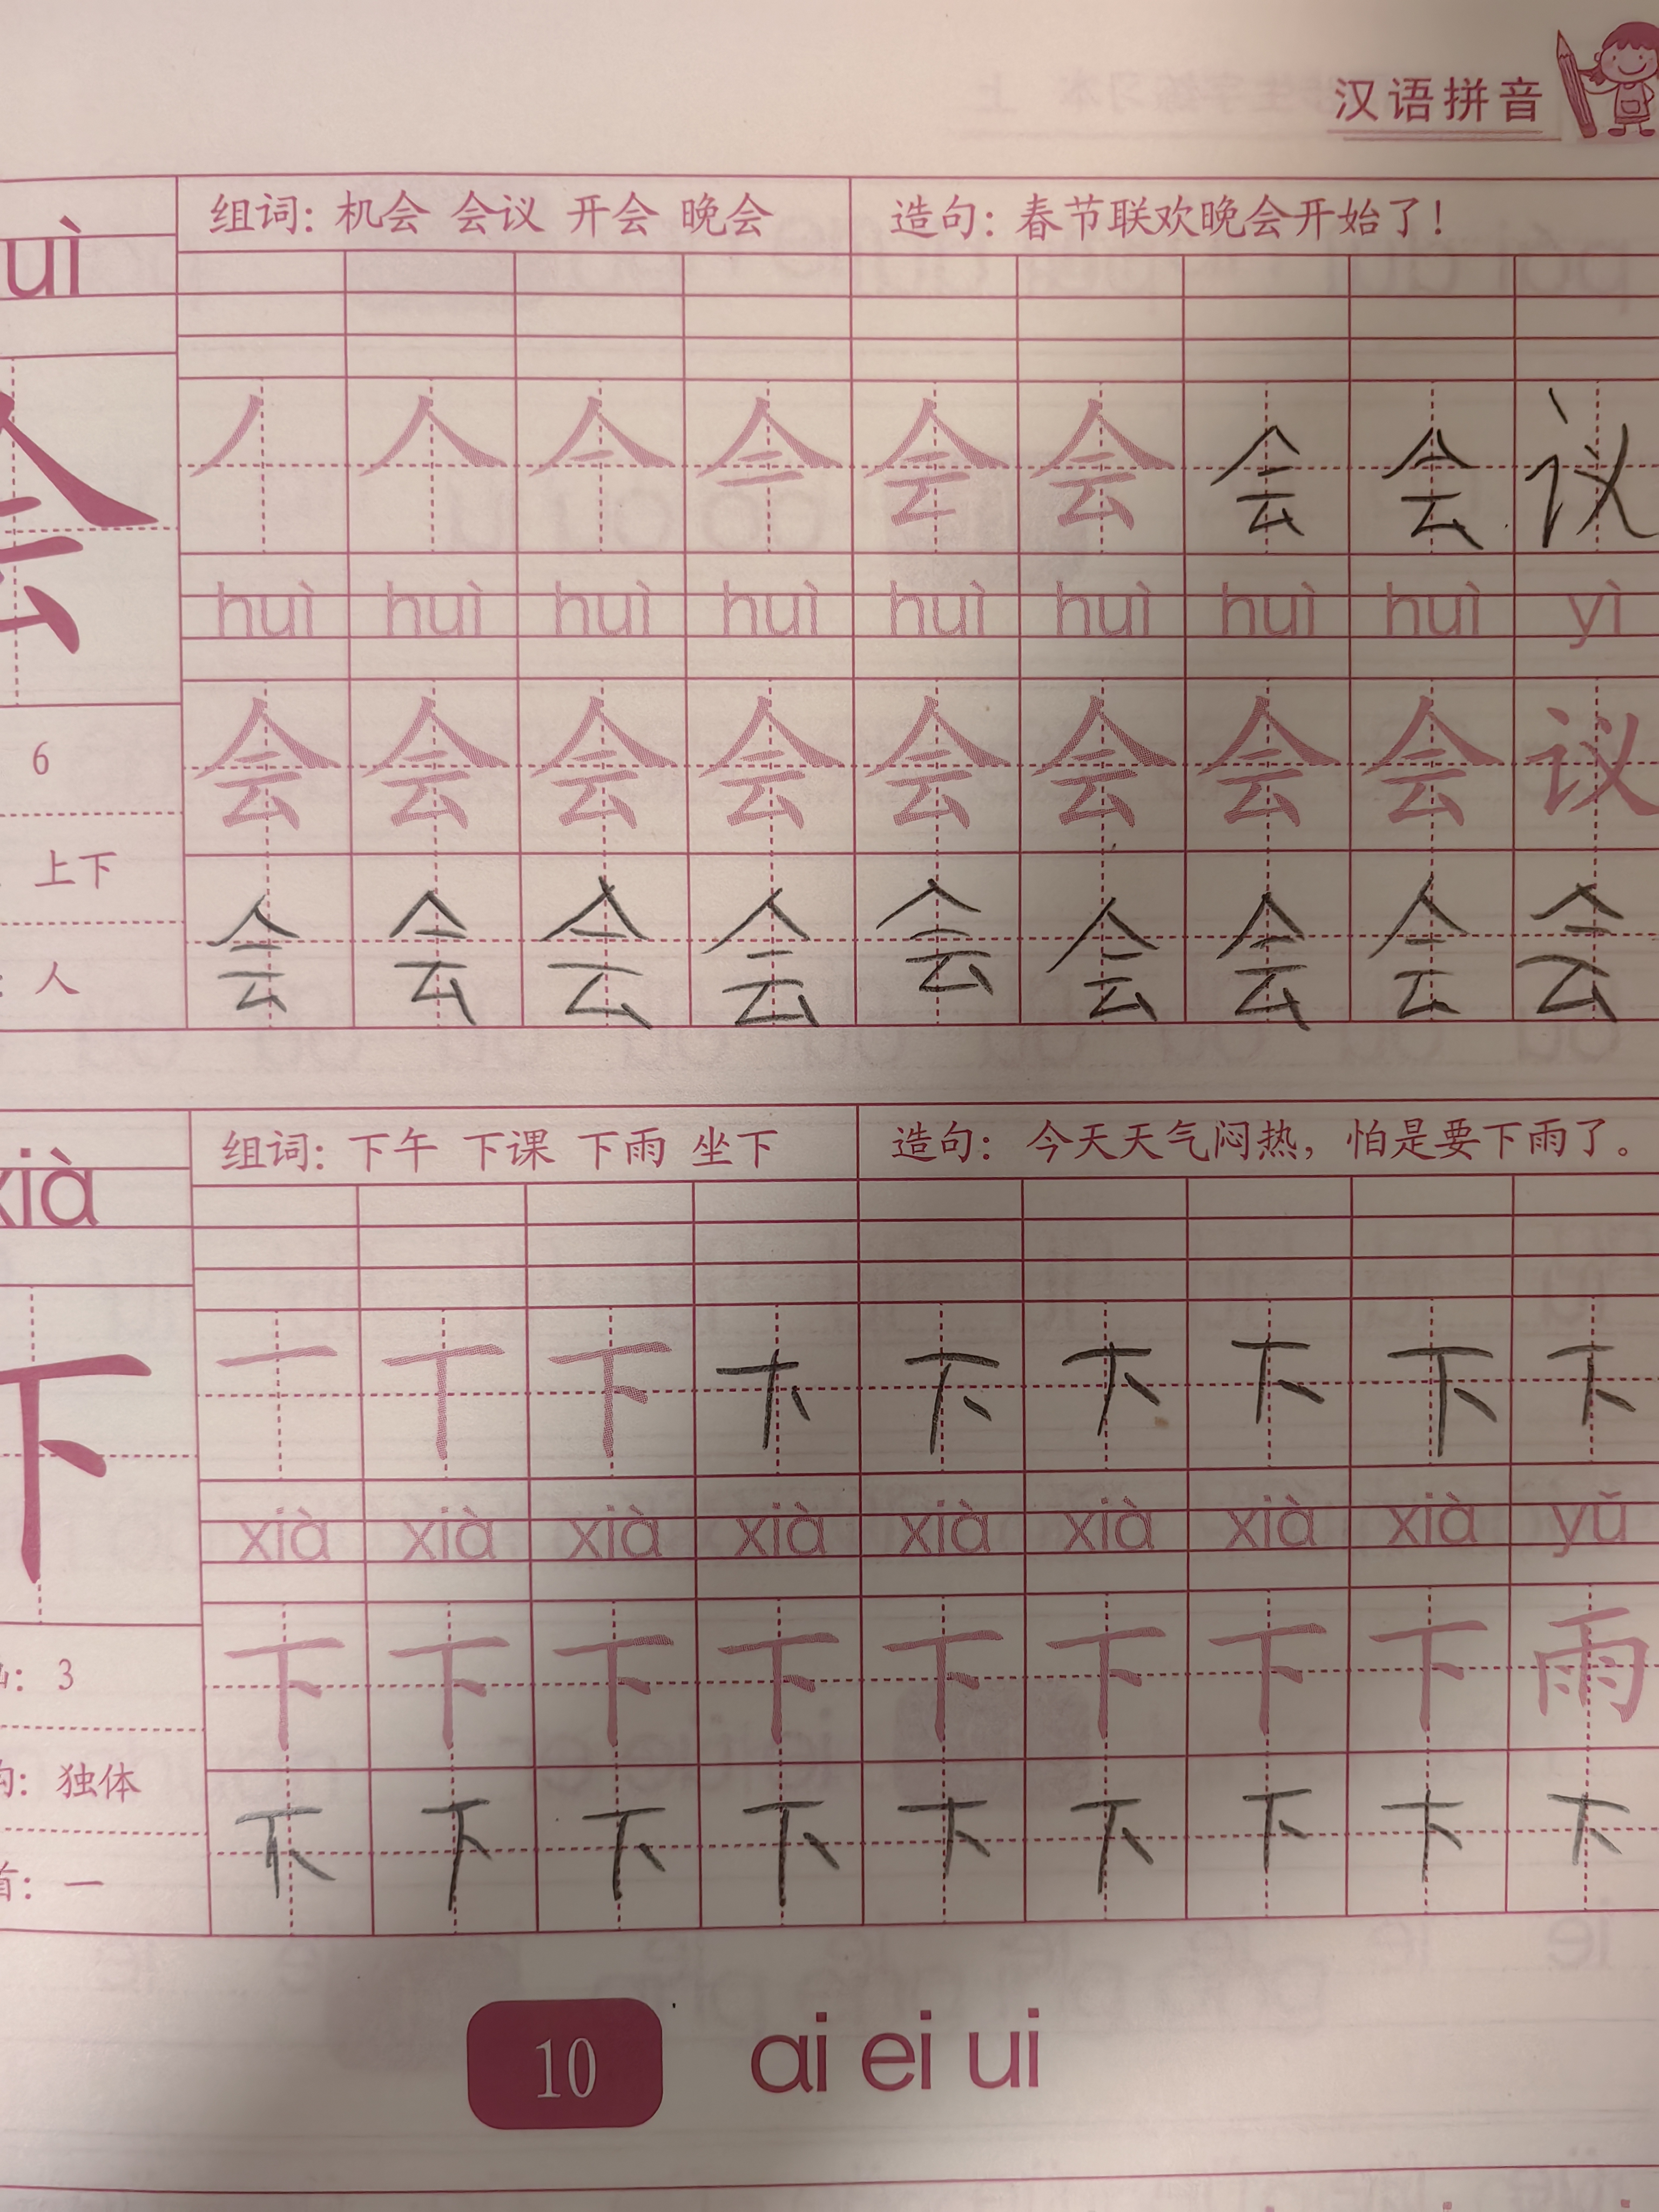 汉语拼音
组词：机会 会议 开会 晚会 造句：春节联欢晚会开始了！
uì
会
会 会 会 会 议
huì huì huì huì huì huì huì huì yì
会 会 会 会 会 会 会 会 议
6
上下
会 会 会 会 会 会 会 会 会
：人
组词：下午 下课 下雨 坐下 造句：今天天气闷热，怕是要下雨了。
xià
下
一 丅 下 下 下 下 下 下 下
xià xià xià xià xià xià xià xià yǔ
下 下 下 下 下 下 下 下 雨
：3
构：独体
下 下 下 下 下 下 下 下 下
首：一
10 ai ei ui